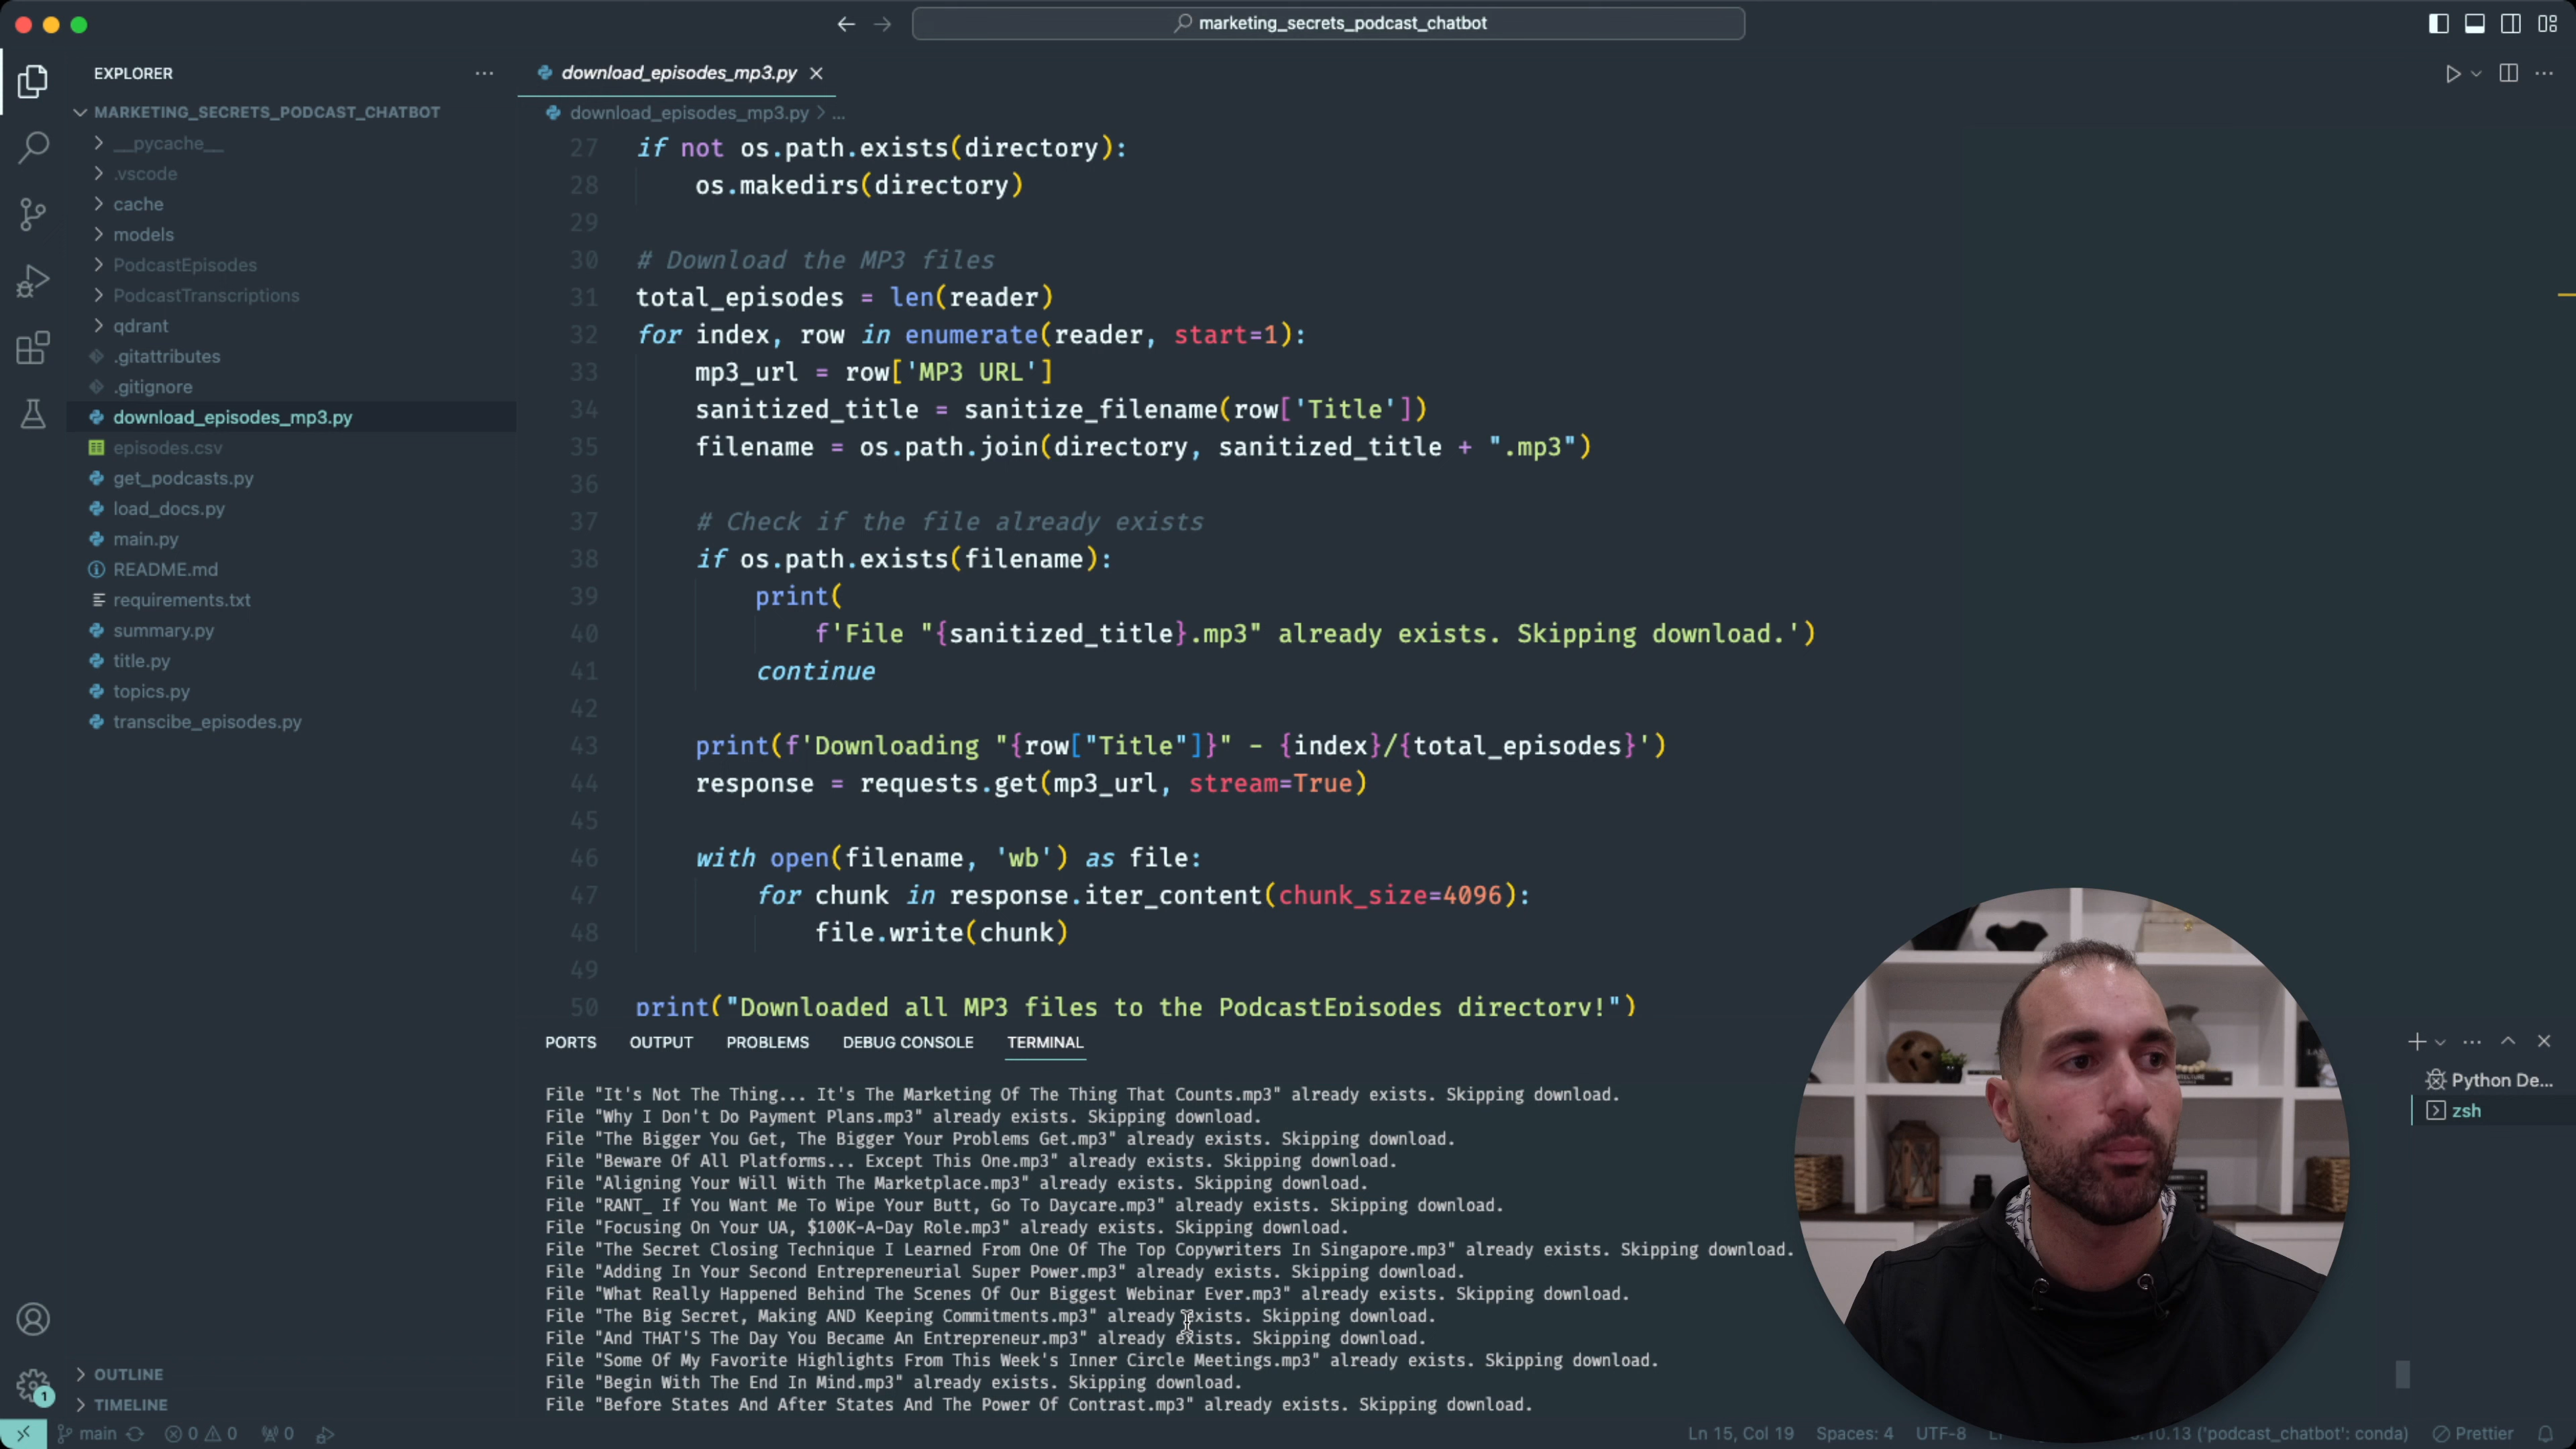 marketing_secrets_podcast_chatbot
EXPLORER
MARKETING_SECRETS_PODCAST_CHATBOT
__pycache__
.vscode
cache
models
PodcastEpisodes
PodcastTranscriptions
qdrant
.gitattributes
.gitignore
download_episodes_mp3.py
episodes.csv
get_podcasts.py
load_docs.py
main.py
README.md
requirements.txt
summary.py
title.py
topics.py
transcibe_episodes.py
OUTLINE
TIMELINE
download_episodes_mp3.py
download_episodes_mp3.py > ...
27 if not os.path.exists(directory):
28 os.makedirs(directory)
29
30 # Download the MP3 files
31 total_episodes = len(reader)
32 for index, row in enumerate(reader, start=1):
33 mp3_url = row['MP3 URL']
34 sanitized_title = sanitize_filename(row['Title'])
35 filename = os.path.join(directory, sanitized_title + ".mp3")
36
37 # Check if the file already exists
38 if os.path.exists(filename):
39 print(
40 f'File "{sanitized_title}.mp3" already exists. Skipping download.')
41 continue
42
43 print(f'Downloading "{row["Title"]}" - {index}/{total_episodes}')
44 response = requests.get(mp3_url, stream=True)
45
46 with open(filename, 'wb') as file:
47 for chunk in response.iter_content(chunk_size=4096):
48 file.write(chunk)
49
50 print("Downloaded all MP3 files to the PodcastEpisodes directory!")
PORTS OUTPUT PROBLEMS DEBUG CONSOLE TERMINAL
File "It's Not The Thing... It's The Marketing Of The Thing That Counts.mp3" already exists. Skipping download.
File "Why I Don't Do Payment Plans.mp3" already exists. Skipping download.
File "The Bigger You Get, The Bigger Your Problems Get.mp3" already exists. Skipping download.
File "Beware Of All Platforms... Except This One.mp3" already exists. Skipping download.
File "Aligning Your Will With The Marketplace.mp3" already exists. Skipping download.
File "RANT_ If You Want Me To Wipe Your Butt, Go To Daycare.mp3" already exists. Skipping download.
File "Focusing On Your UA, $100K-A-Day Role.mp3" already exists. Skipping download.
File "The Secret Closing Technique I Learned From One Of The Top Copywriters In Singapore.mp3" already exists. Skipping download.
File "Adding In Your Second Entrepreneurial Super Power.mp3" already exists. Skipping download.
File "What Really Happened Behind The Scenes Of Our Biggest Webinar Ever.mp3" already exists. Skipping download.
File "The Big Secret, Making AND Keeping Commitments.mp3" already exists. Skipping download.
File "And THAT'S The Day You Became An Entrepreneur.mp3" already exists. Skipping download.
File "Some Of My Favorite Highlights From This Week's Inner Circle Meetings.mp3" already exists. Skipping download.
File "Begin With The End In Mind.mp3" already exists. Skipping download.
File "Before States And After States And The Power Of Contrast.mp3" already exists. Skipping download.
Python De...
zsh
1
main 0 0 0
Ln 15, Col 19 Spaces: 4 UTF-8 ('podcast_chatbot': conda) Prettier